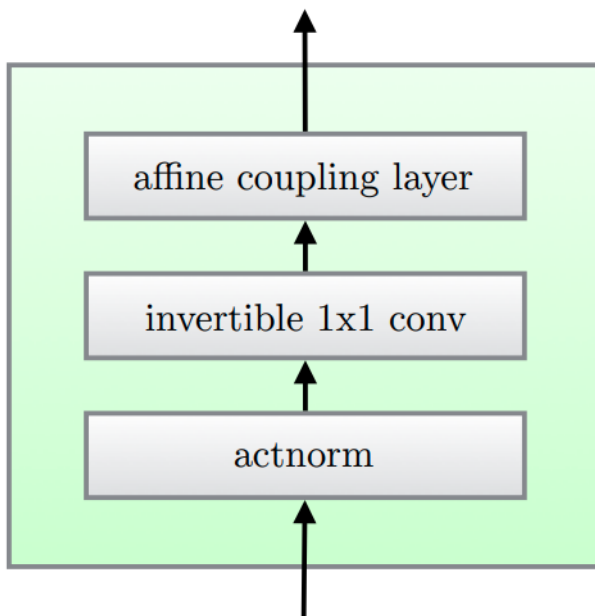 affine coupling layer
invertible 1x1 conv
actnorm